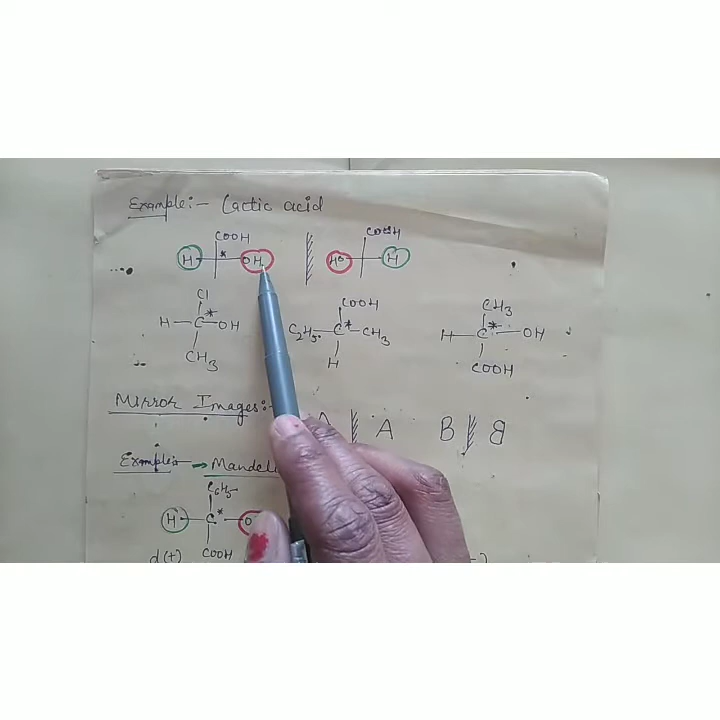 Example:- Lactic acid
COOH COOH
H * OH HO H
Cl COOH CH3
H C* OH C2H5 C* CH3 H C* OH
CH3 H COOH
Mirror Images:- A A B B
Example:- → Mandeli
C6H5
H C* O
COOH
d(+)